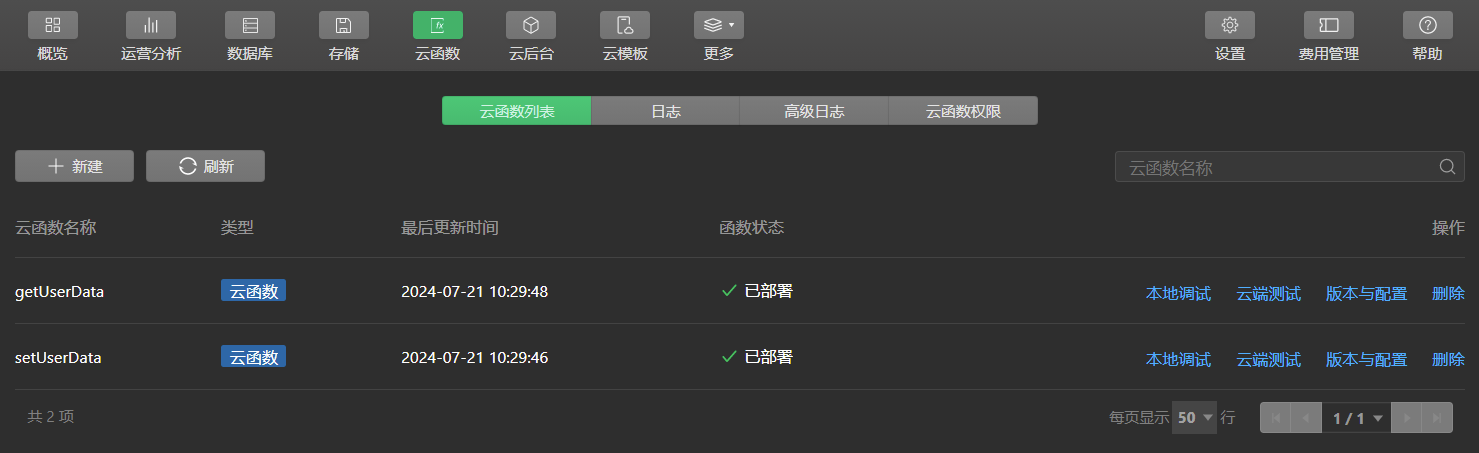 概览 运营分析 数据库 存储 云函数 云后台 云模板 更多 设置 费用管理 帮助
云函数列表 日志 高级日志 云函数权限
新建 刷新 云函数名称
云函数名称 类型 最后更新时间 函数状态 操作
getUserData 云函数 2024-07-21 10:29:48 已部署 本地调试 云端测试 版本与配置 删除
setUserData 云函数 2024-07-21 10:29:46 已部署 本地调试 云端测试 版本与配置 删除
共 2 项 每页显示 50 行 1 / 1